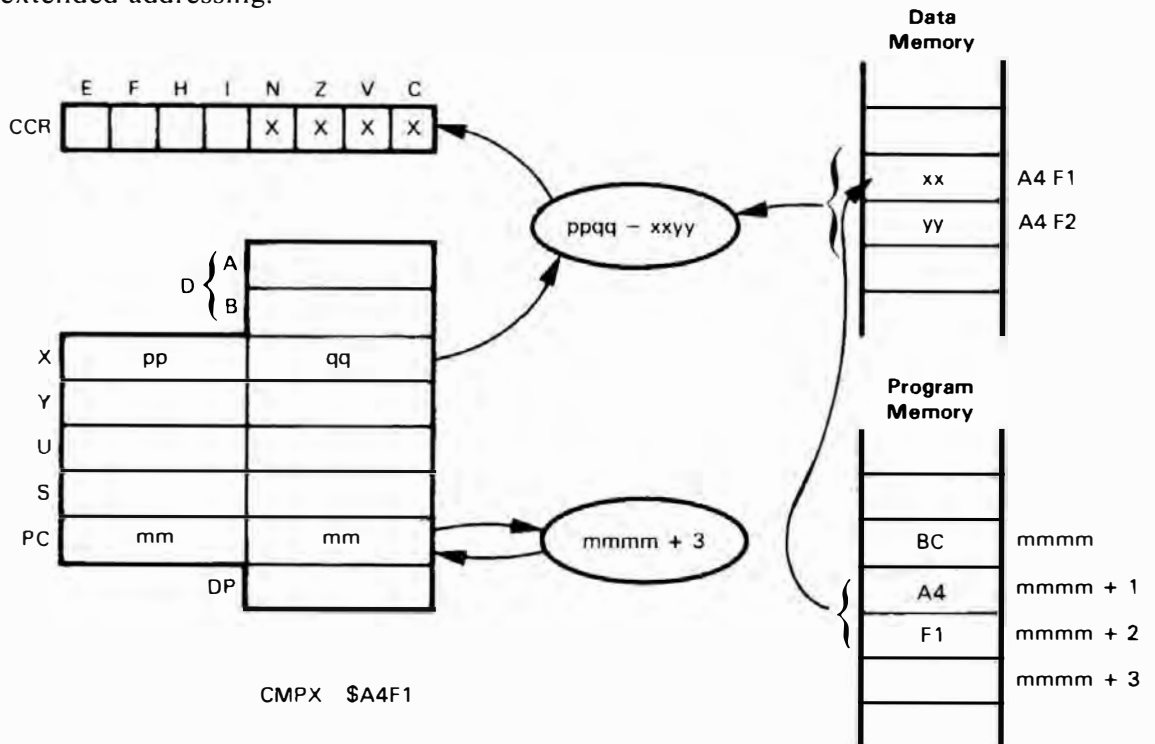 extended addressing.
Data
Memory
E F H I N Z V C
CCR X X X X
xx A4 F1
yy A4 F2
ppqq – xxyy
D { A
B
X pp qq
Y
U
S
PC mm mm
DP
mmmm + 3
Program
Memory
BC mmmm
A4 mmmm + 1
F1 mmmm + 2
mmmm + 3
CMPX $A4F1